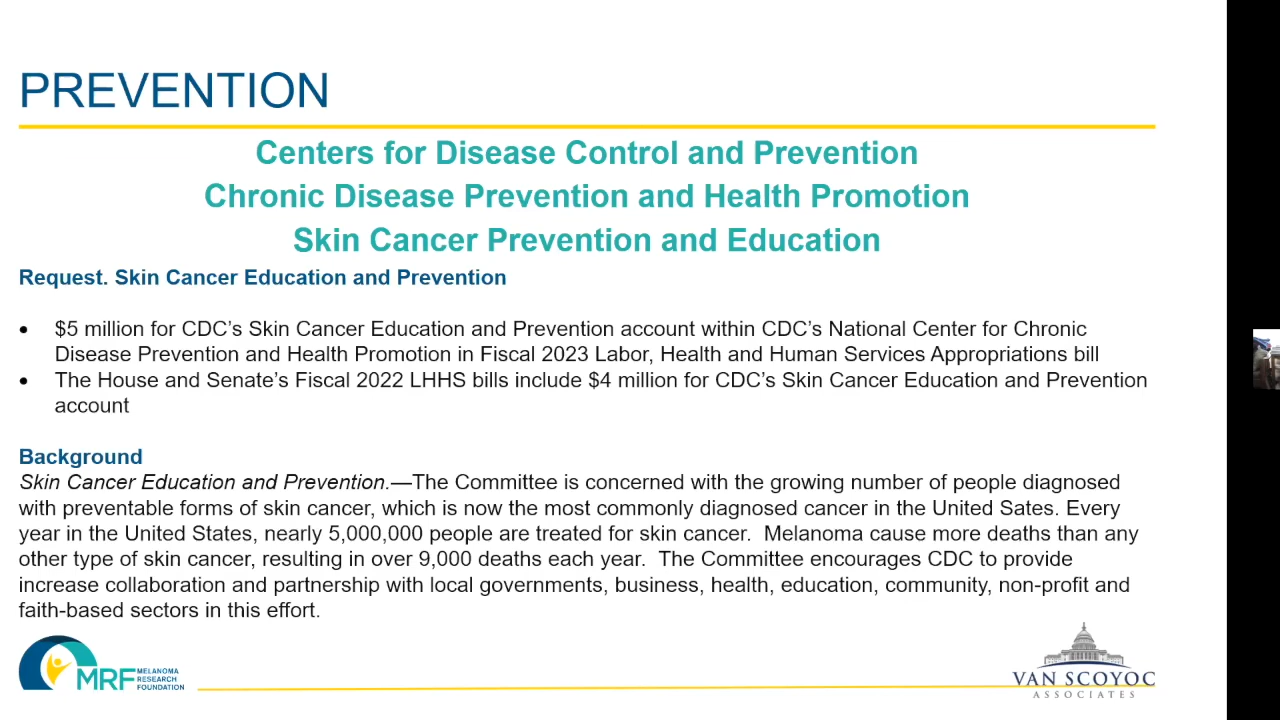 PREVENTION
Centers for Disease Control and Prevention
Chronic Disease Prevention and Health Promotion
Skin Cancer Prevention and Education
Request. Skin Cancer Education and Prevention
• $5 million for CDC’s Skin Cancer Education and Prevention account within CDC’s National Center for Chronic
Disease Prevention and Health Promotion in Fiscal 2023 Labor, Health and Human Services Appropriations bill
• The House and Senate’s Fiscal 2022 LHHS bills include $4 million for CDC’s Skin Cancer Education and Prevention
account
Background
Skin Cancer Education and Prevention.—The Committee is concerned with the growing number of people diagnosed
with preventable forms of skin cancer, which is now the most commonly diagnosed cancer in the United Sates. Every
year in the United States, nearly 5,000,000 people are treated for skin cancer.  Melanoma cause more deaths than any
other type of skin cancer, resulting in over 9,000 deaths each year.  The Committee encourages CDC to provide
increase collaboration and partnership with local governments, business, health, education, community, non-profit and
faith-based sectors in this effort.
MRF
MELANOMA
RESEARCH
FOUNDATION
VAN SCOYOC
ASSOCIATES